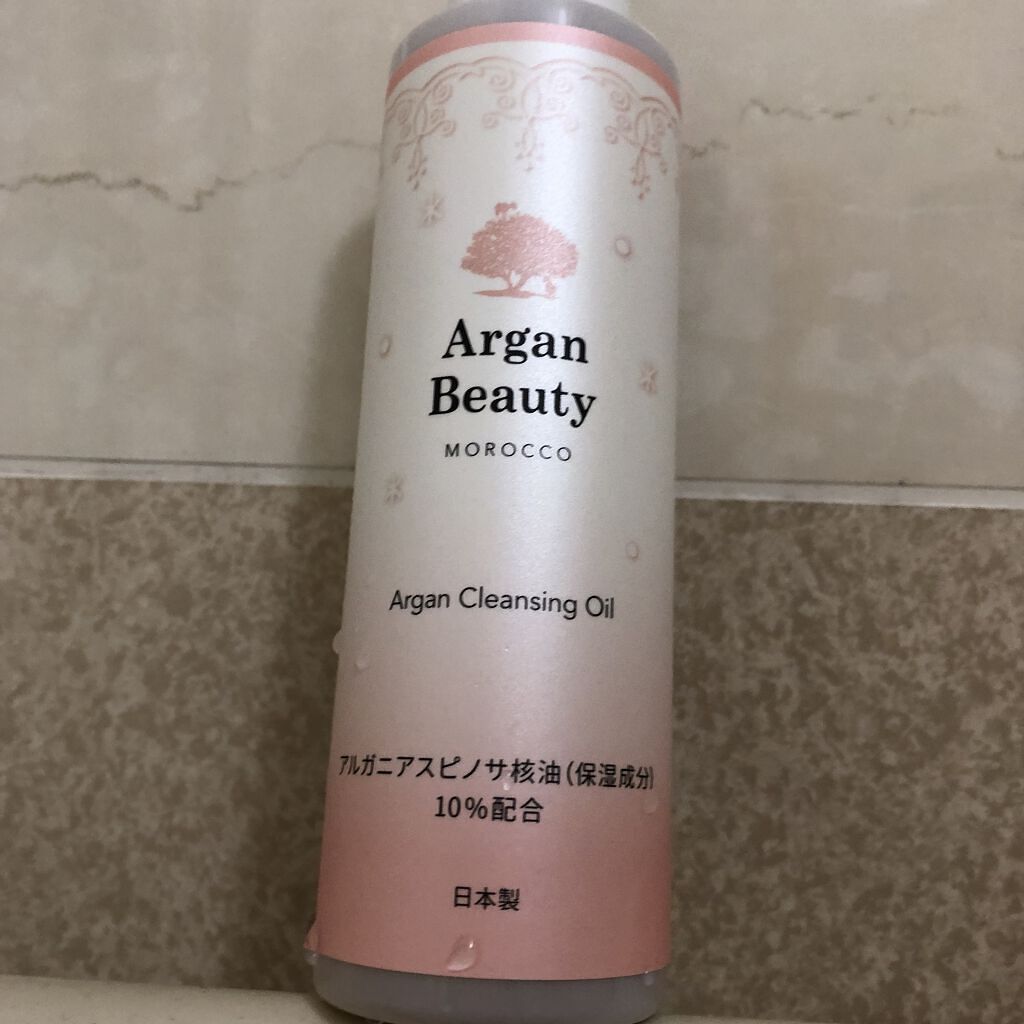 Argan
Beauty
MOROCCO
Argan Cleansing Oil
アルガニアスピノサ核油(保湿成分)
10%配合
日本製